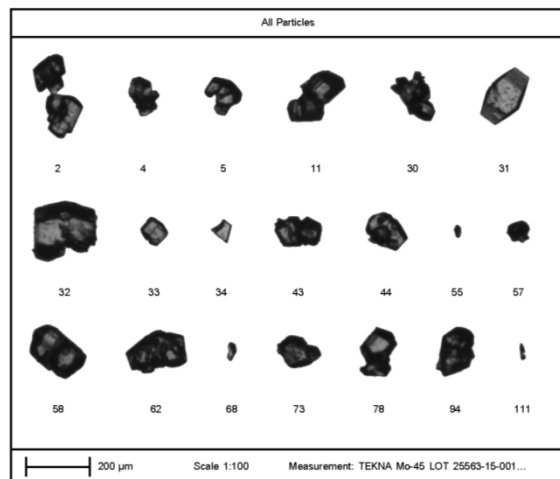 All Particles
2 4 5 11 30 31
32 33 34 43 44 55 57
58 62 68 73 78 94 111
200 µm Scale 1:100 Measurement: TEKNA Mo-45 LOT 25563-15-001...